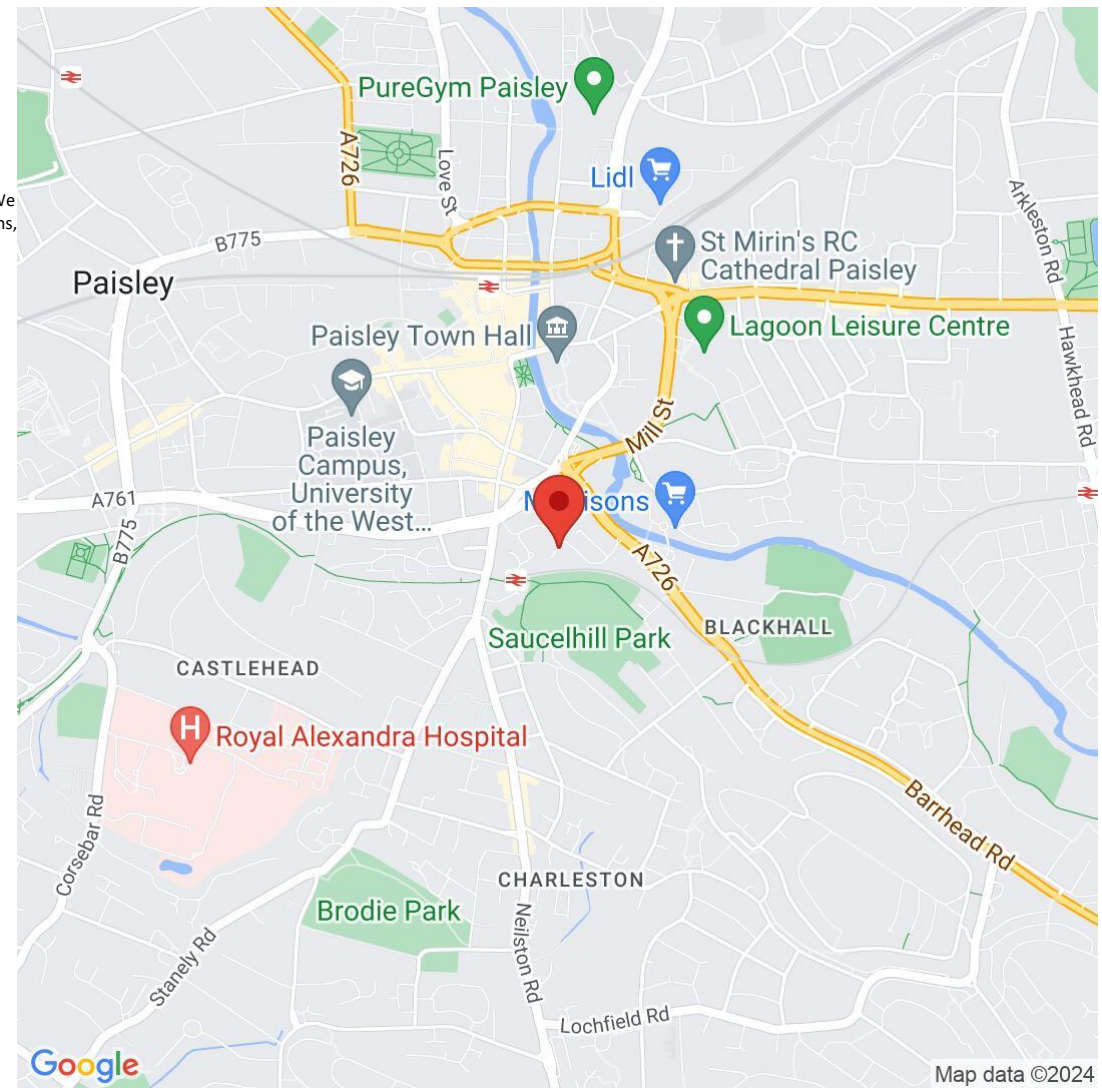 PureGym Paisley
A726
Love St
Lidl
We
ns,
Arkleston Rd
B775
St Mirin's RC
Cathedral Paisley
Paisley
Paisley Town Hall
Lagoon Leisure Centre
Hawkhead Rd
Mill St
Paisley
Campus,
University
of the West...
A761
B775
A726
Saucelhill Park
BLACKHALL
CASTLEHEAD
H
Royal Alexandra Hospital
Corsebar Rd
Barrhead Rd
CHARLESTON
Brodie Park
Neilston Rd
Stanely Rd
Lochfield Rd
Google
Map data ©2024